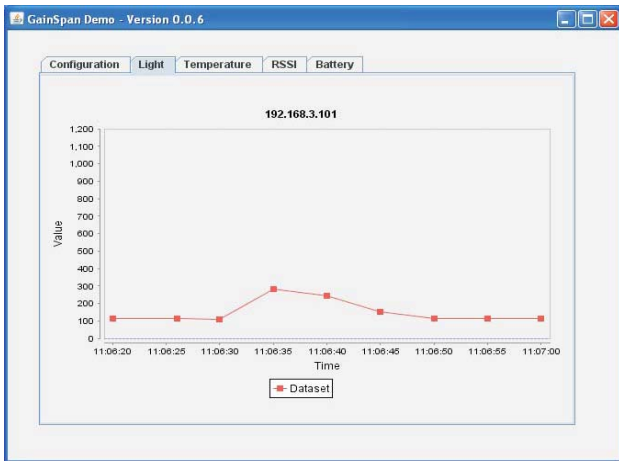 GainSpan Demo - Version 0.0.6
Configuration Light Temperature RSSI Battery
192.168.3.101
1,200
1,100
1,000
900
800
700
600
500
400
300
200
100
0
Value
11:06:20 11:06:25 11:06:30 11:06:35 11:06:40 11:06:45 11:06:50 11:06:55 11:07:00
Time
Dataset